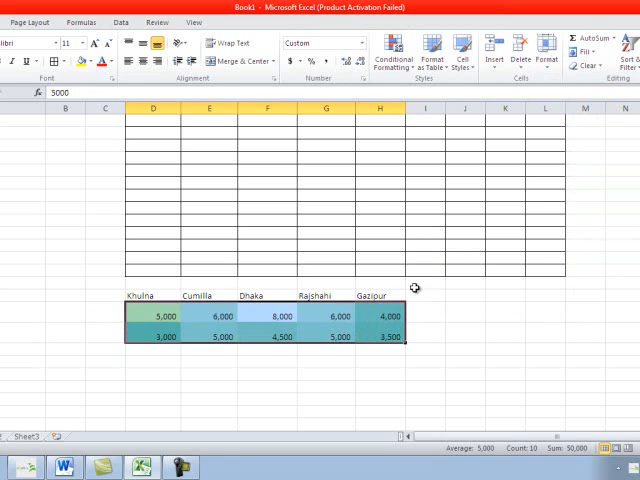 Book1 - Microsoft Excel (Product Activation Failed)
Page Layout Formulas Data Review View
libri 11 A A Wrap Text Custom AutoSum
I U A Merge & Center $ % , Conditional Formatting Format as Table Cell Styles Insert Delete Format Fill Sort & Filter
Clear
Font Alignment Number Styles Cells Editing
fx 5000
B C D E F G H I J K L M N
Khulna Cumilla Dhaka Rajshahi Gazipur
5,000 6,000 8,000 6,000 4,000
3,000 5,000 4,500 5,000 3,500
Sheet3
Average: 5,000 Count: 10 Sum: 50,000